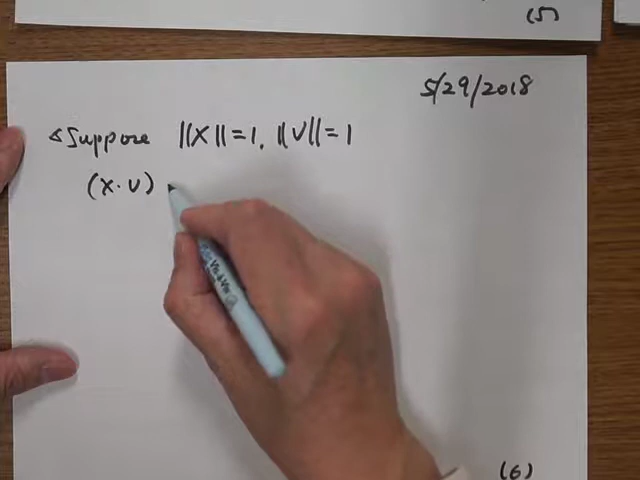 (5)
5/29/2018
Suppose ||X|| = 1, ||V|| = 1
(X · V)
(6)